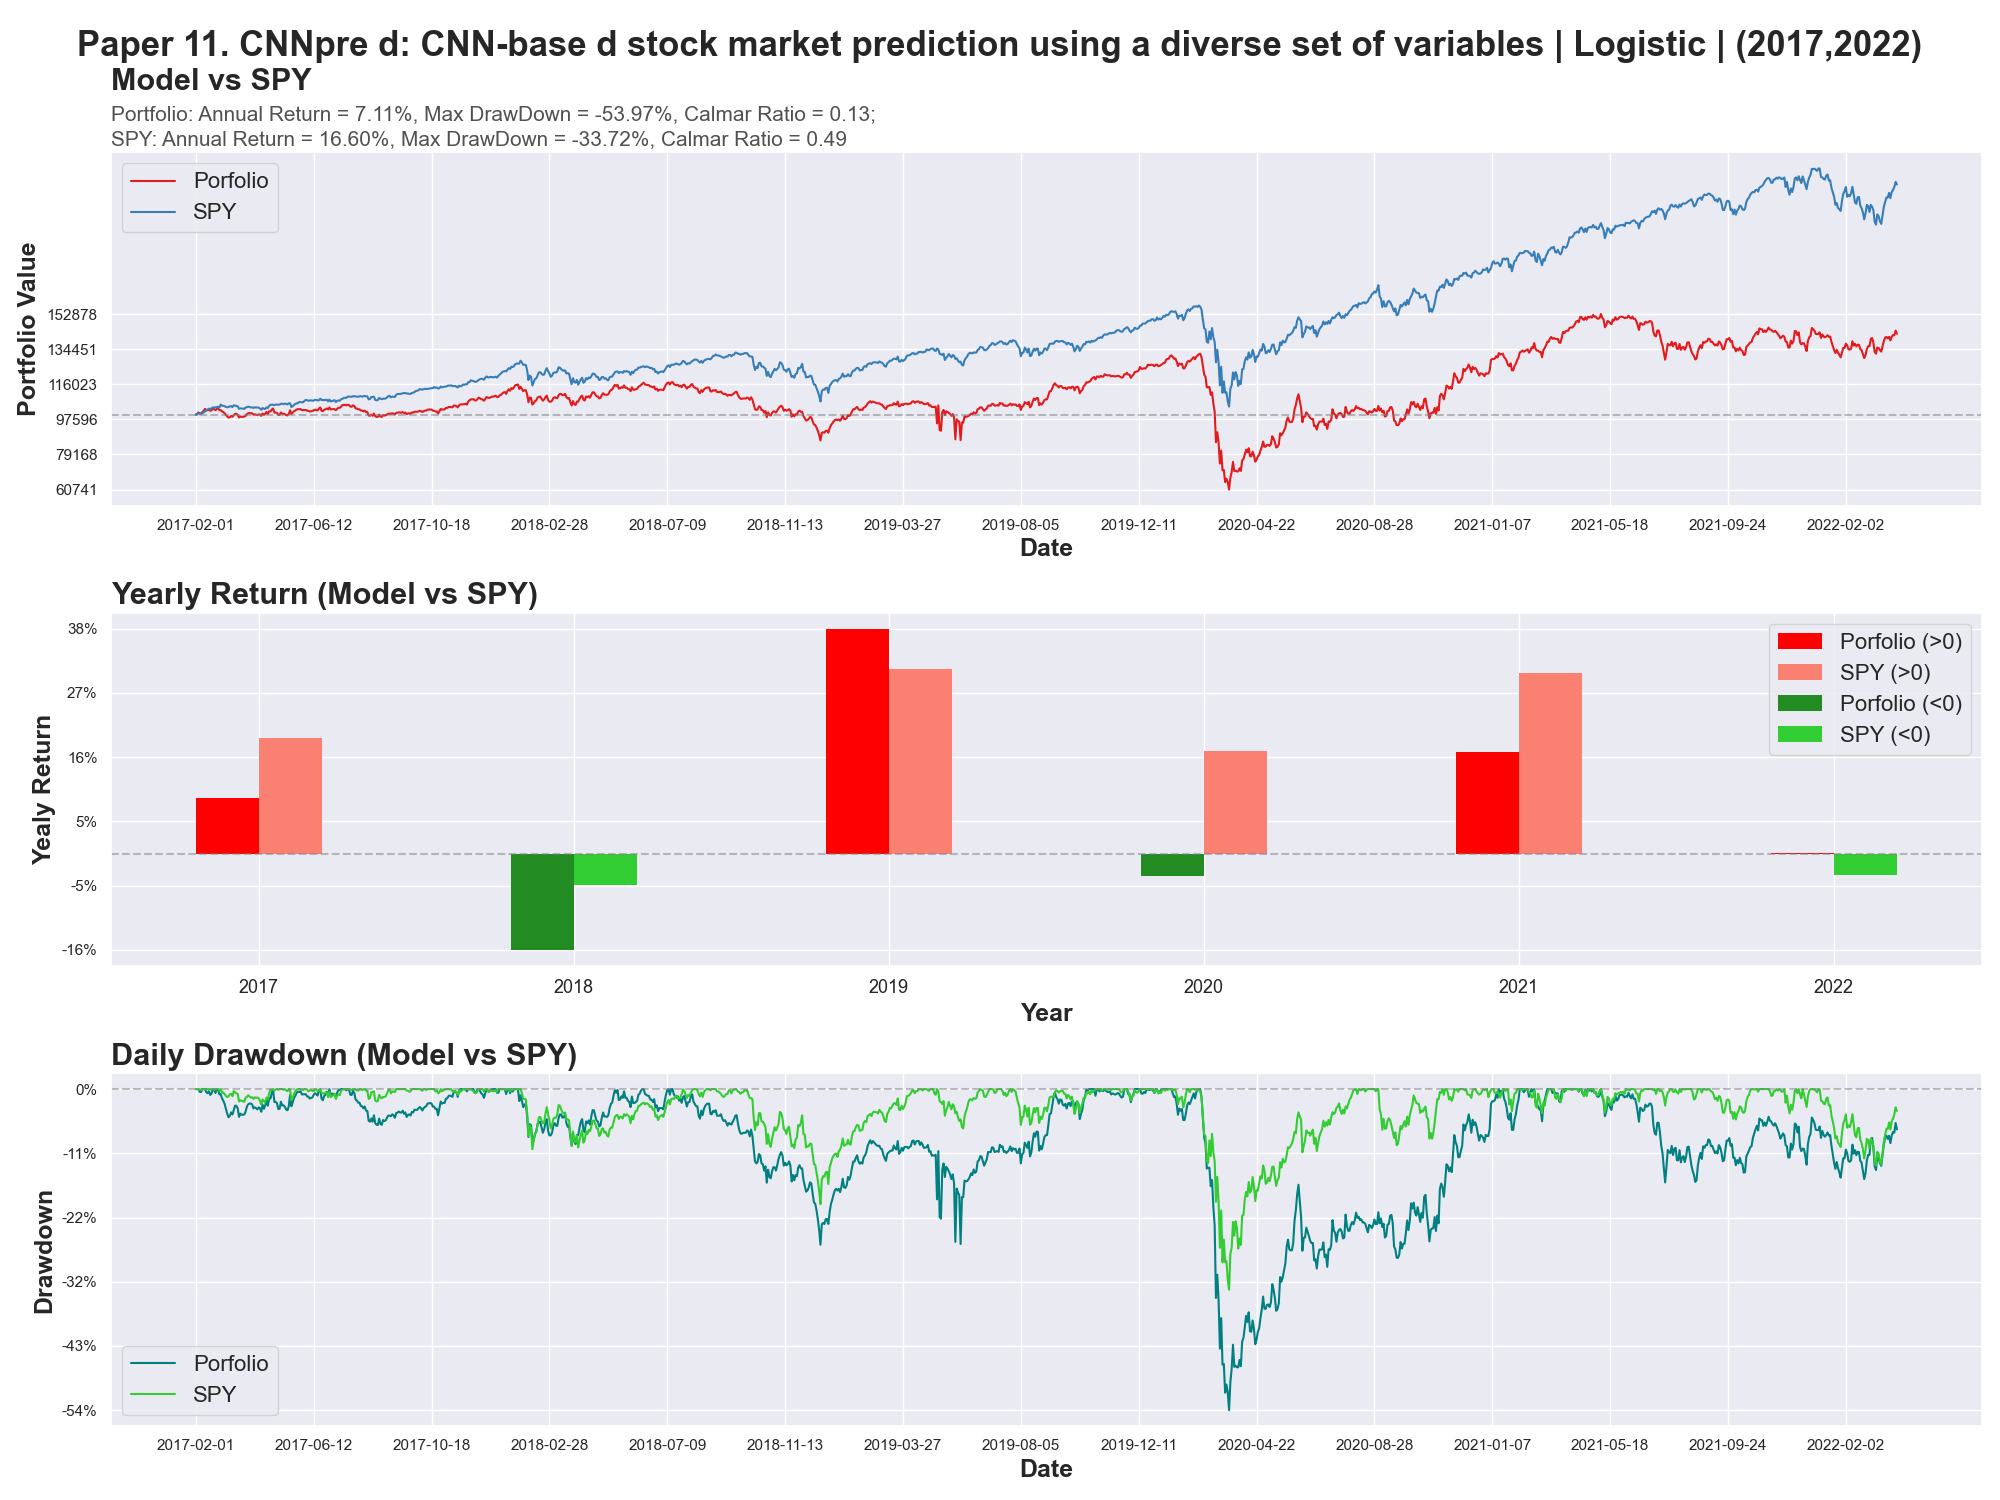 Paper 11. CNNpre d: CNN-base d stock market prediction using a diverse set of variables | Logistic | (2017,2022)
Model vs SPY
Portfolio: Annual Return = 7.11%, Max DrawDown = -53.97%, Calmar Ratio = 0.13;
SPY: Annual Return = 16.60%, Max DrawDown = -33.72%, Calmar Ratio = 0.49
Porfolio
SPY
Portfolio Value
152878
134451
116023
97596
79168
60741
2017-02-01 2017-06-12 2017-10-18 2018-02-28 2018-07-09 2018-11-13 2019-03-27 2019-08-05 2019-12-11 2020-04-22 2020-08-28 2021-01-07 2021-05-18 2021-09-24 2022-02-02
Date
Yearly Return (Model vs SPY)
Porfolio (>0)
SPY (>0)
Porfolio (<0)
SPY (<0)
Yealy Return
38%
27%
16%
5%
-5%
-16%
2017 2018 2019 2020 2021 2022
Year
Daily Drawdown (Model vs SPY)
Drawdown
0%
-11%
-22%
-32%
-43%
-54%
Porfolio
SPY
2017-02-01 2017-06-12 2017-10-18 2018-02-28 2018-07-09 2018-11-13 2019-03-27 2019-08-05 2019-12-11 2020-04-22 2020-08-28 2021-01-07 2021-05-18 2021-09-24 2022-02-02
Date